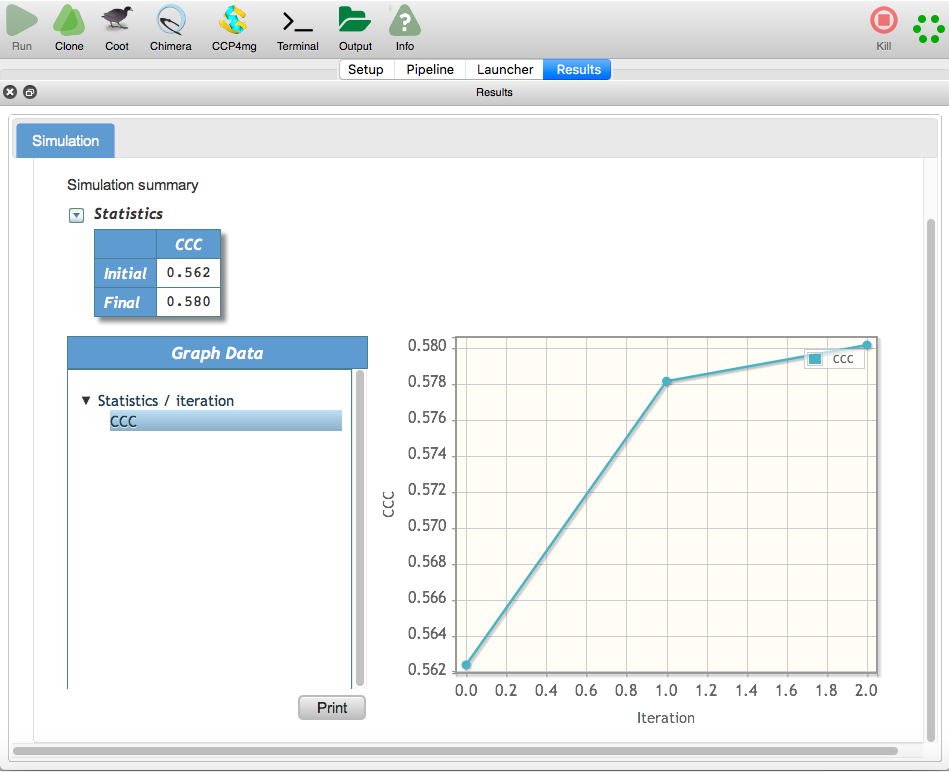 Run Clone Coot Chimera CCP4mg Terminal Output Info Kill
Setup Pipeline Launcher Results
Results
Simulation
Simulation summary
Statistics
CCC
Initial 0.562
Final 0.580
Graph Data
▼ Statistics / iteration
CCC
Print
0.580
0.578
0.576
0.574
0.572
0.570
0.568
0.566
0.564
0.562
CCC
CCC
0.0 0.2 0.4 0.6 0.8 1.0 1.2 1.4 1.6 1.8 2.0
Iteration